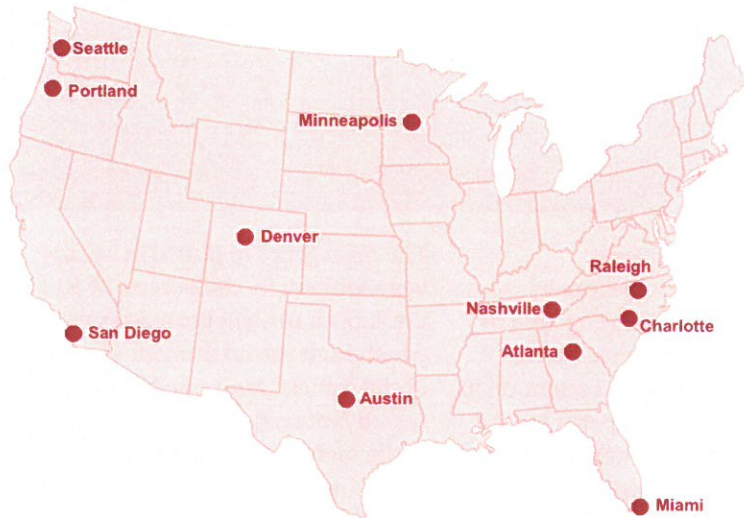 Seattle
Portland
Minneapolis
Denver
Raleigh
Nashville
Charlotte
San Diego
Atlanta
Austin
Miami